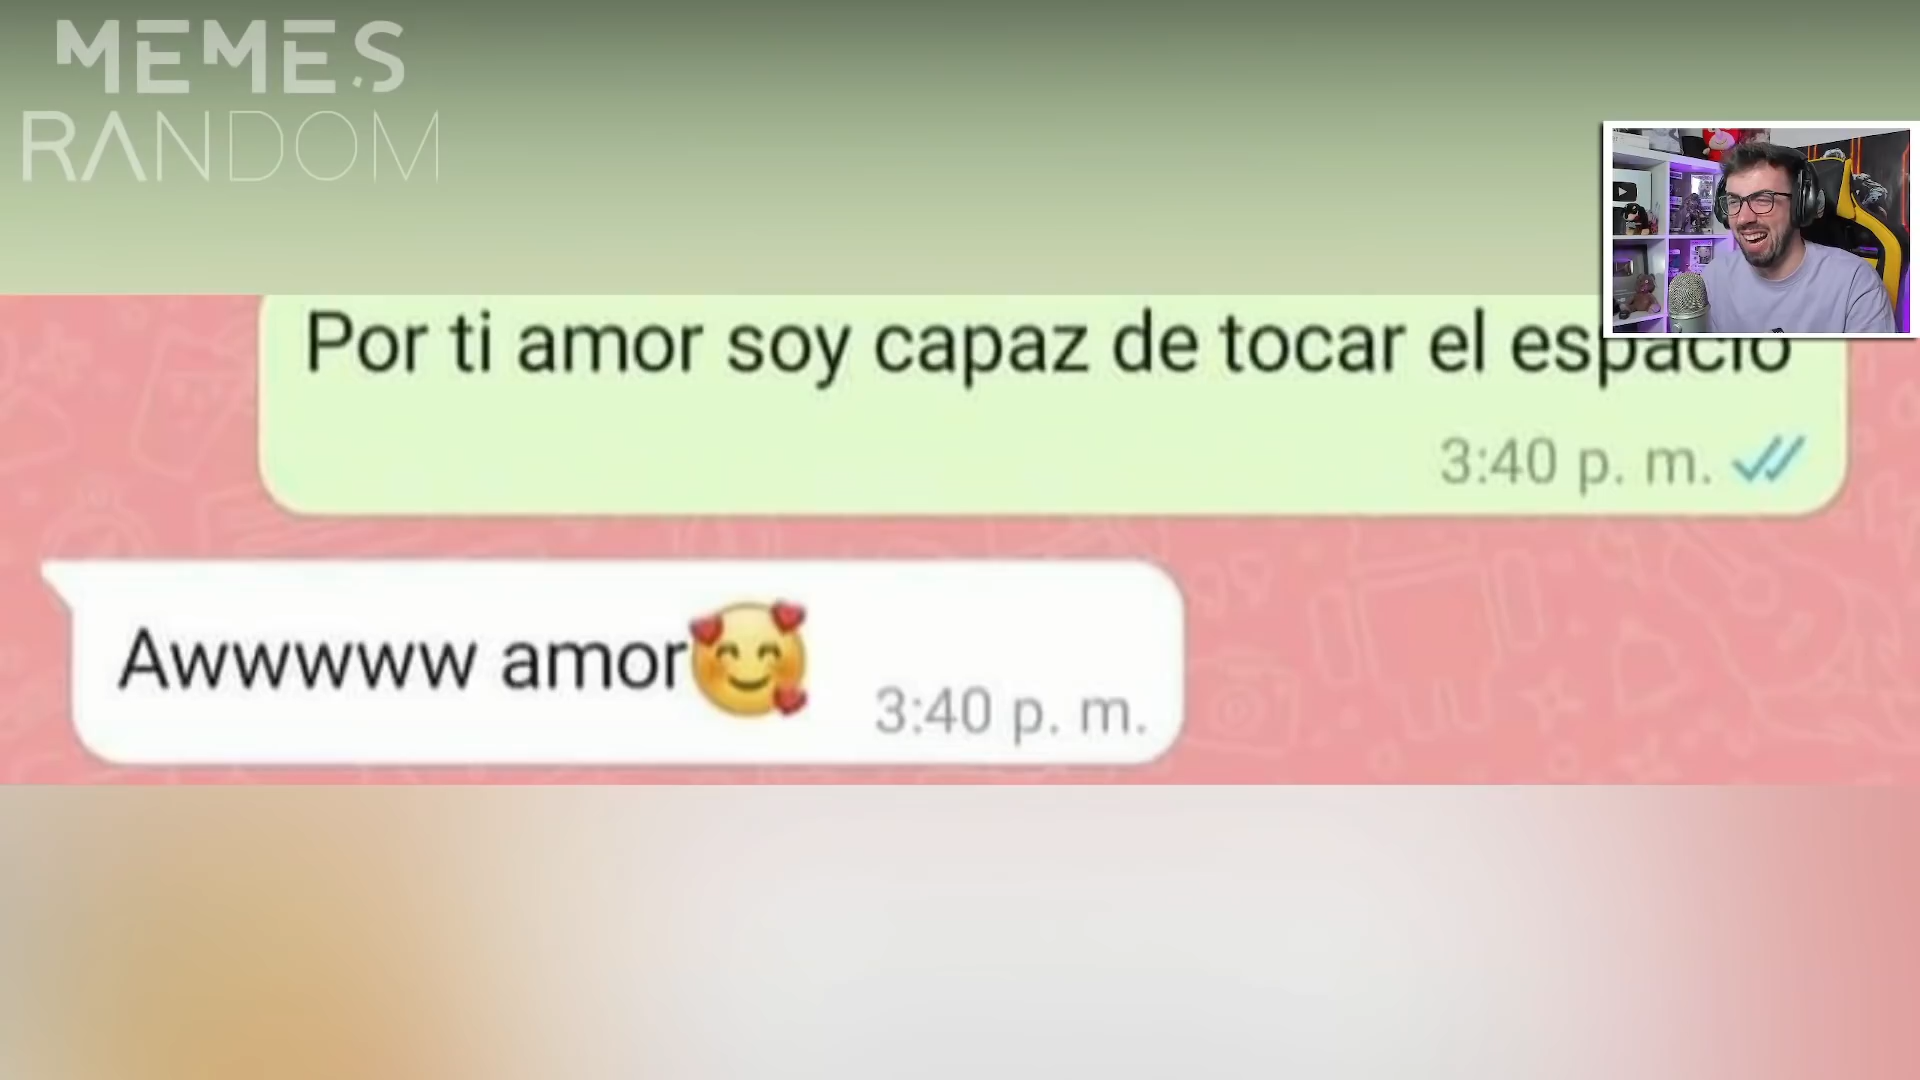 MEMES
RANDOM
Por ti amor soy capaz de tocar el espacio
3:40 p. m.
Awwwww amor🥰
3:40 p. m.